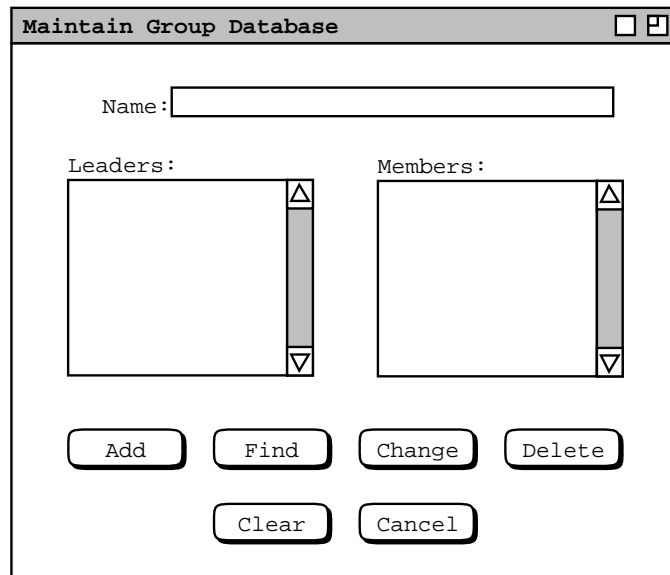 Maintain Group Database
Name:
Leaders: Members:
Add Find Change Delete
Clear Cancel